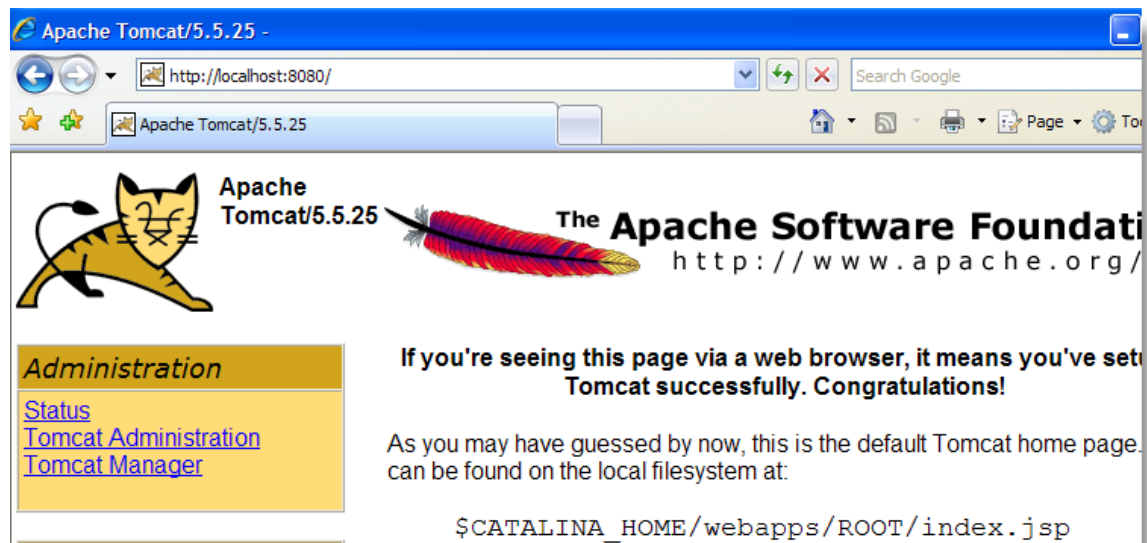 Apache Tomcat/5.5.25 -
http://localhost:8080/
Search Google
Apache Tomcat/5.5.25
Page
Apache
Tomcat/5.5.25
The Apache Software Foundati
http://www.apache.org/
Administration
Status
Tomcat Administration
Tomcat Manager
If you're seeing this page via a web browser, it means you've setu
Tomcat successfully. Congratulations!
As you may have guessed by now, this is the default Tomcat home page.
can be found on the local filesystem at:
$CATALINA_HOME/webapps/ROOT/index.jsp